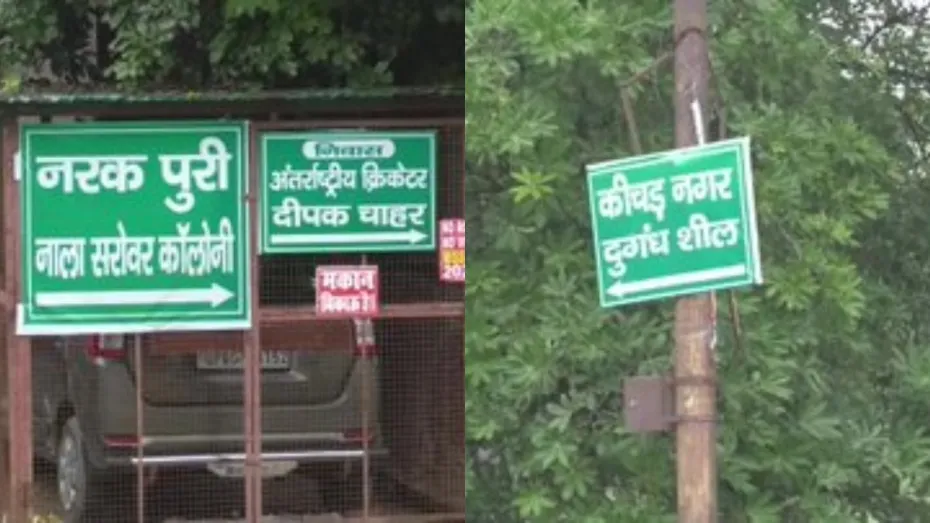 नरक पुरी
नाला सरोवर कॉलोनी
निवास
अंतर्राष्ट्रीय क्रिकेटर
दीपक चाहर
मकान
बिकाऊ है।
कीचड़ नगर
दुगंध शील